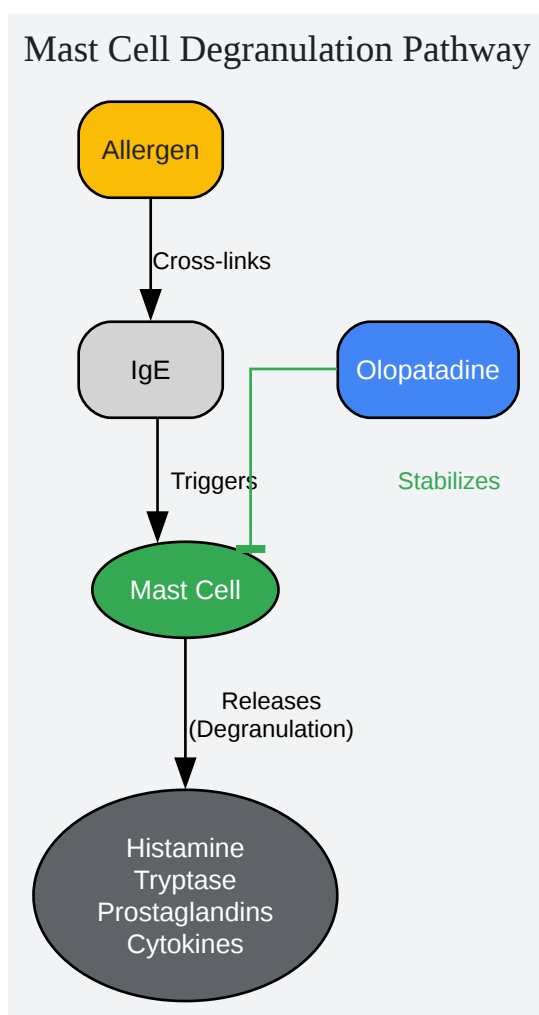 Mast Cell Degranulation Pathway
Allergen
Cross-links
IgE
Olopatadine
Triggers
Stabilizes
Mast Cell
Releases
(Degranulation)
Histamine
Tryptase
Prostaglandins
Cytokines